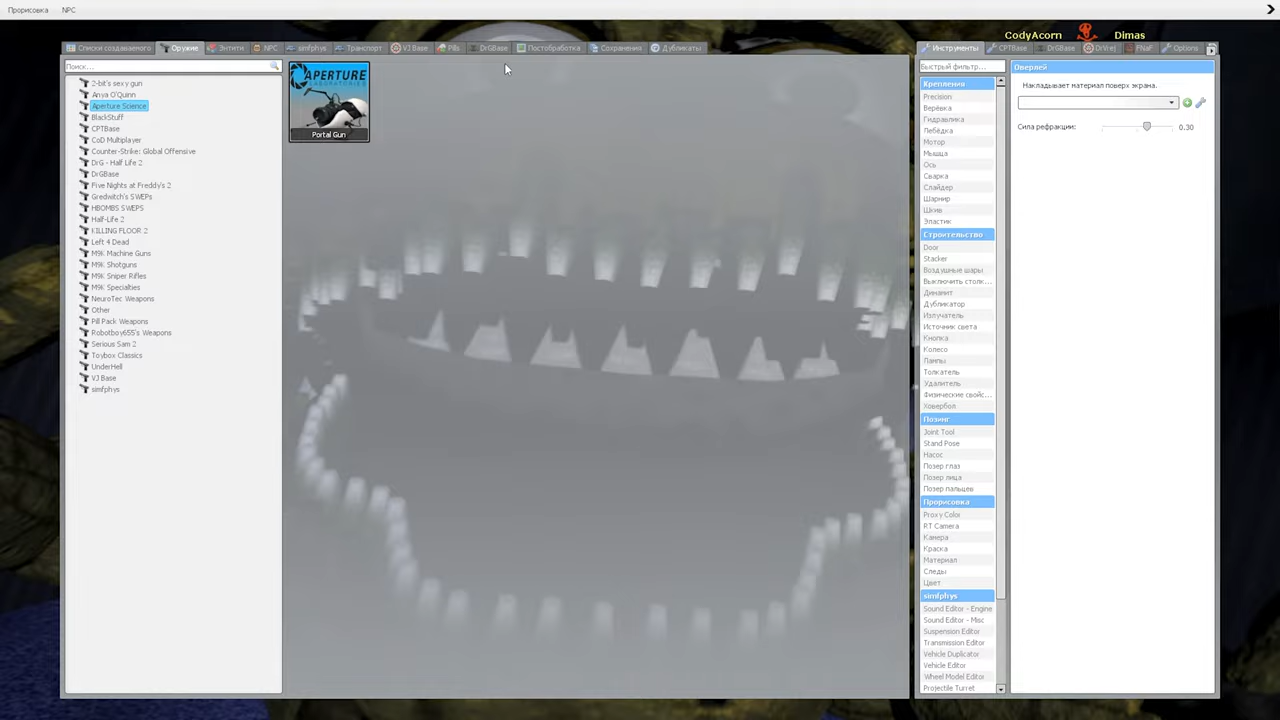 Прорисовка NPC
CodyAcorn Dimas
Списки создаваемого Оружие Энтити NPC simfphys Транспорт VJ Base Pills DrGBase Постобработка Сохранения Дубликаты
Поиск...
2-bit's sexy gun
Anya O'Quinn
Aperture Science
BlackStuff
CPTBase
CoD Multiplayer
Counter-Strike: Global Offensive
DrG - Half Life 2
DrGBase
Five Nights at Freddy's 2
Gredwitch's SWEPs
HBOMBS SWEPS
Half-Life 2
KILLING FLOOR 2
Left 4 Dead
M9K Machine Guns
M9K Shotguns
M9K Sniper Rifles
M9K Specialties
NeuroTec Weapons
Other
Pill Pack Weapons
Robotboy655's Weapons
Serious Sam 2
Toybox Classics
UnderHell
VJ Base
simfphys
APERTURE
LABORATORIES
Portal Gun
Инструменты CPTBase DrGBase DrVrej FNaF Options
Быстрый фильтр...
Крепления
Precision
Верёвка
Гидравлика
Лебёдка
Мотор
Мышца
Ось
Сварка
Слайдер
Шарнир
Шкив
Эластик
Строительство
Door
Stacker
Воздушные шары
Выключить столк...
Динамит
Дубликатор
Излучатель
Источник света
Кнопка
Колесо
Лампы
Толкатель
Удалитель
Физические свойс...
Ховербол
Позинг
Joint Tool
Stand Pose
Насос
Позер глаз
Позер лица
Позер пальцев
Прорисовка
Proxy Color
RT Camera
Камера
Краска
Материал
Следы
Цвет
simfphys
Sound Editor - Engine
Sound Editor - Misc
Suspension Editor
Transmission Editor
Vehicle Duplicator
Vehicle Editor
Wheel Model Editor
Projectile Turret
Оверлей
Накладывает материал поверх экрана.
Сила рефракции: 0.30